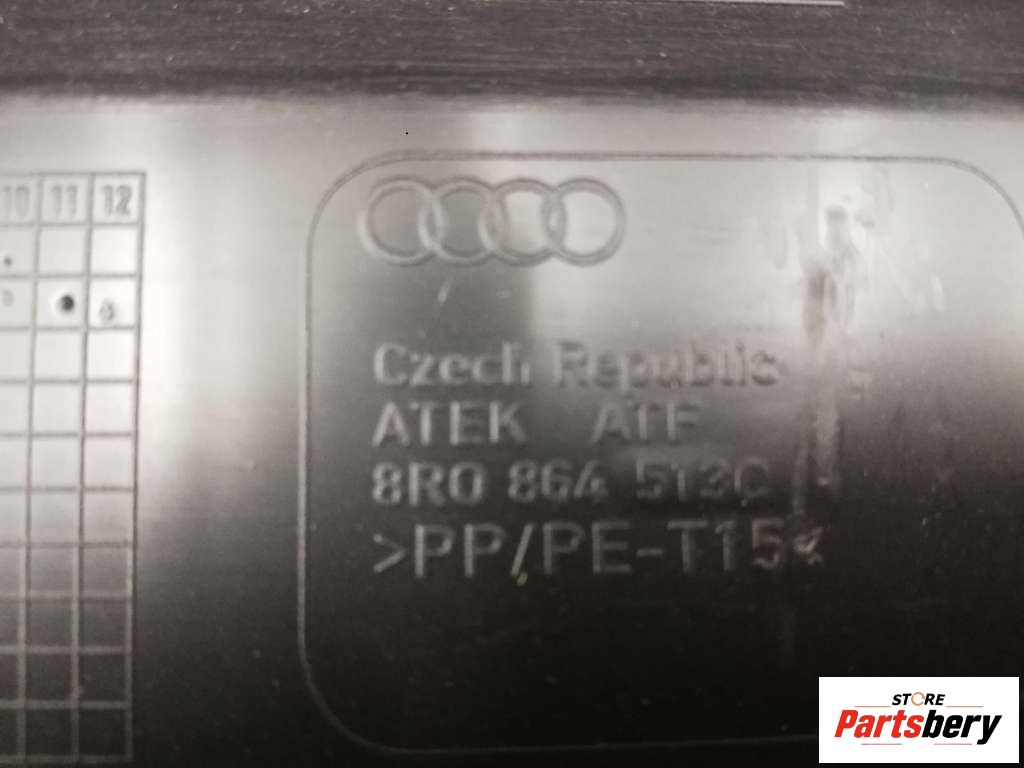 10 11 12
Czech Republic
ATEK ATF
8R0 864 513C
>PP/PE-T15<
STORE
Partsbery